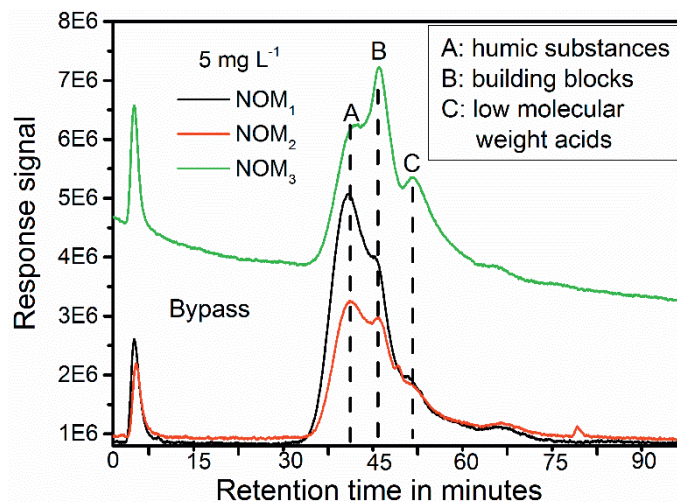 8E6
7E6
6E6
5E6
4E6
3E6
2E6
1E6
Response signal
5 mg L⁻¹
NOM₁
NOM₂
NOM₃
A
B
C
A: humic substances
B: building blocks
C: low molecular
weight acids
Bypass
0 15 30 45 60 75 90
Retention time in minutes